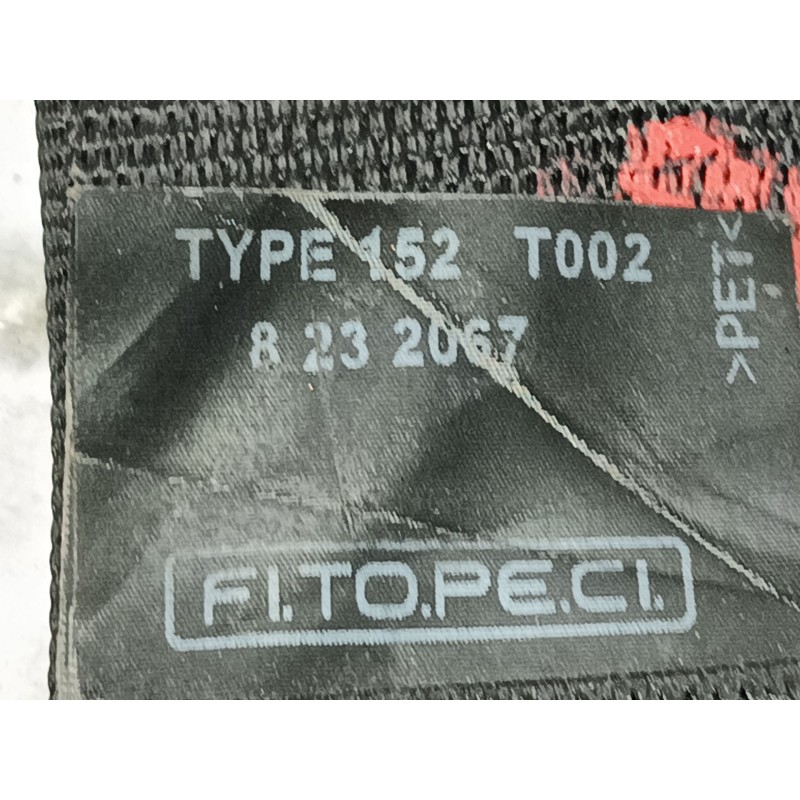 TYPE 152 T002
8 23 2067
>PET<
FI.TO.PE.CI.